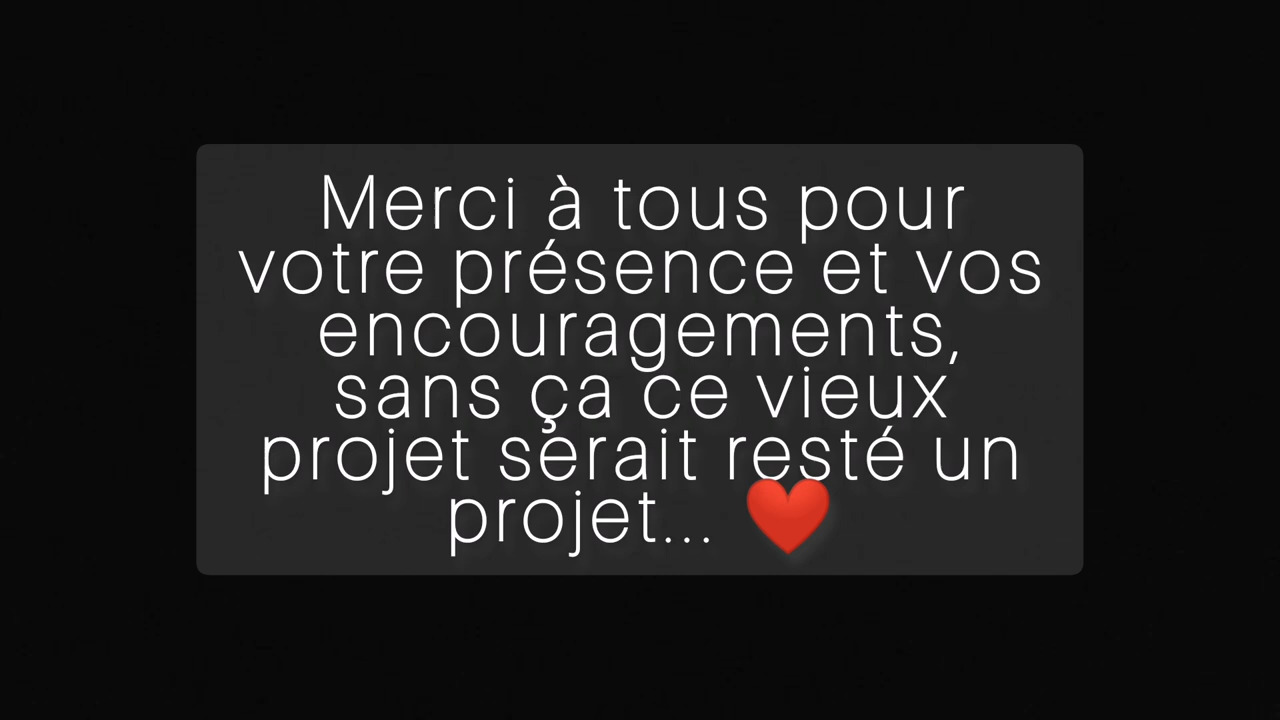 Merci à tous pour
votre présence et vos
encouragements,
sans ça ce vieux
projet serait resté un
projet... ❤️